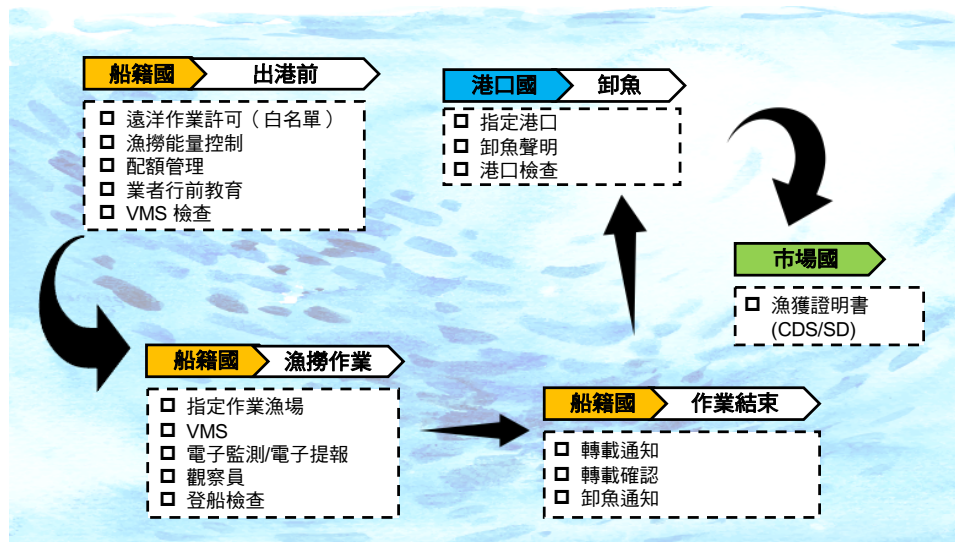 船籍國 出港前
遠洋作業許可（白名單）
漁撈能量控制
配額管理
業者行前教育
VMS 檢查
船籍國 漁撈作業
指定作業漁場
VMS
電子監測/電子提報
觀察員
登船檢查
船籍國 作業結束
轉載通知
轉載確認
卸魚通知
港口國 卸魚
指定港口
卸魚聲明
港口檢查
市場國
漁獲證明書
(CDS/SD)